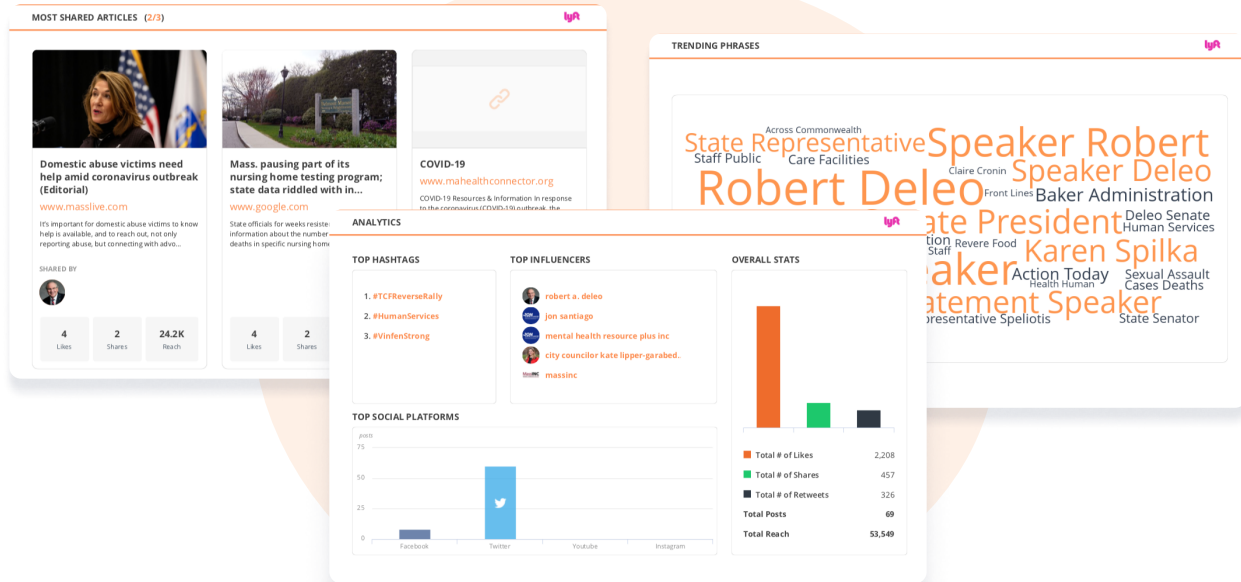 MOST SHARED ARTICLES (2/3)
lyft
Domestic abuse victims need
help amid coronavirus outbreak
(Editorial)
www.masslive.com
It's important for domestic abuse victims to know
help is available, and to reach out, not only
reporting abuse, but connecting with advo...
SHARED BY
4
Likes
2
Shares
24.2K
Reach
Mass. pausing part of its
nursing home testing program;
state data riddled with in...
www.google.com
State officials for weeks
information about the number
deaths in specific nursing
4
Likes
2
Shares
COVID-19
www.mahealthconnector.org
COVID-19 Resources & Information In response
to the coronavirus (COVID-19) outbreak, the
TRENDING PHRASES
lyft
Across Commonwealth
State Representative
Speaker Robert
Staff Public
Care Facilities
Claire Cronin
Speaker Deleo
Robert Deleo
Front Lines
Baker Administration
ate President
Deleo Senate
Human Services
tion
Revere Food
Staff
Karen Spilka
aker
Action Today
Sexual Assault
Health Human
Cases Deaths
atement Speaker
presentative Speliotis
State Senator
ANALYTICS
lyft
TOP HASHTAGS
1. #TCFReverseRally
2. #HumanServices
3. #VinfenStrong
TOP INFLUENCERS
robert a. deleo
jon santiago
mental health resource plus inc
city councilor kate lipper-garabed.
massinc
OVERALL STATS
Total # of Likes 2,208
Total # of Shares 457
Total # of Retweets 326
Total Posts 69
Total Reach 53,549
TOP SOCIAL PLATFORMS
posts
75
50
25
0
Facebook
Twitter
Youtube
Instagram